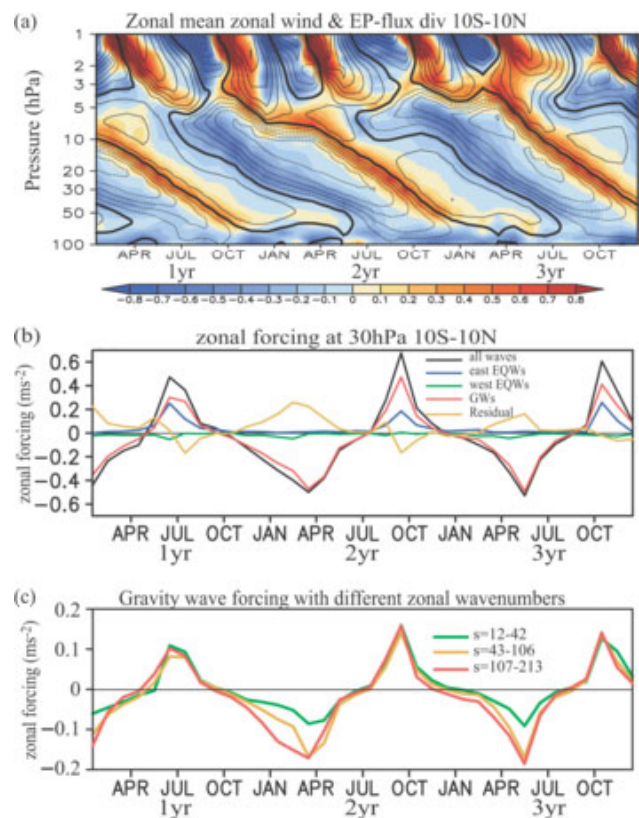 (a) Zonal mean zonal wind & EP-flux div 10S-10N
Pressure (hPa)
1
2
3
5
10
20
30
50
100
APR JUL OCT JAN APR JUL OCT JAN APR JUL OCT
1yr 2yr 3yr
-0.8 -0.7 -0.6 -0.5 -0.4 -0.3 -0.2 -0.1 0 0.1 0.2 0.3 0.4 0.5 0.6 0.7 0.8
(b) zonal forcing at 30hPa 10S-10N
zonal forcing (ms-2)
0.6
0.4
0.2
0
-0.2
-0.4
-0.6
all waves
east EQWs
west EQWs
GWs
Residual
APR JUL OCT JAN APR JUL OCT JAN APR JUL OCT
1yr 2yr 3yr
(c) Gravity wave forcing with different zonal wavenumbers
zonal forcing (ms-2)
0.2
0.1
0
-0.1
-0.2
s=12-42
s=43-106
s=107-213
APR JUL OCT JAN APR JUL OCT JAN APR JUL OCT
1yr 2yr 3yr